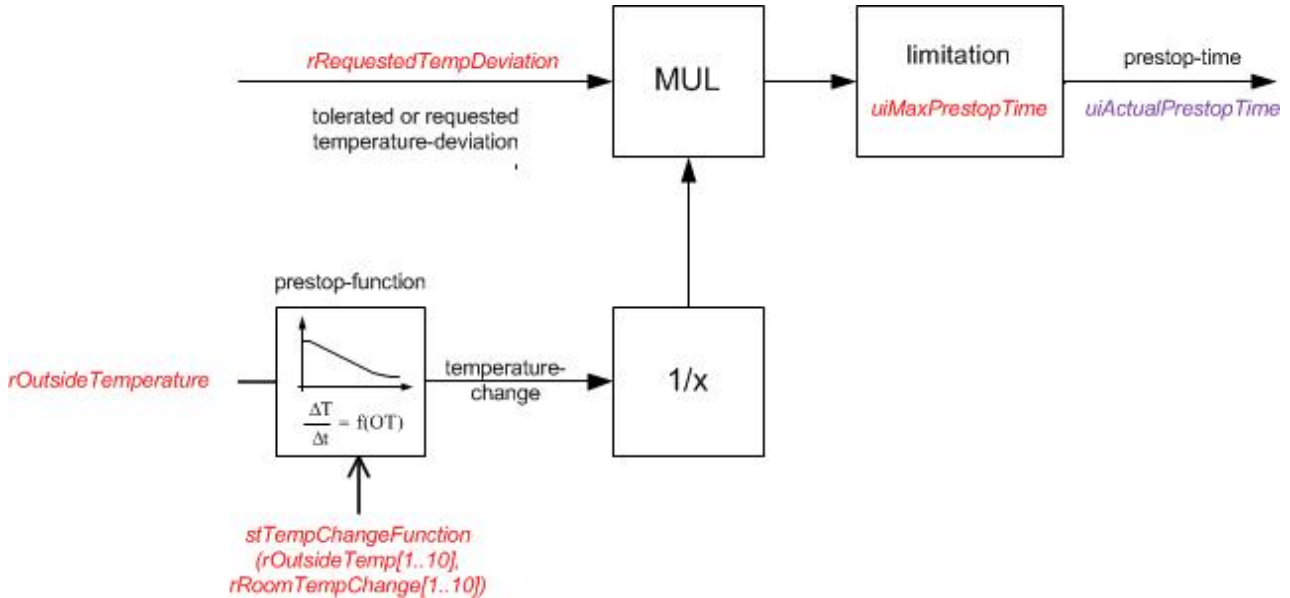 rRequestedTempDeviation
tolerated or requested
temperature-deviation
,
MUL
limitation
uiMaxPrestopTime
prestop-time
uiActualPrestopTime
prestop-function
rOutsideTemperature
ΔT
Δt
= f(OT)
temperature-
change
1/x
stTempChangeFunction
(rOutsideTemp[1..10],
rRoomTempChange[1..10])